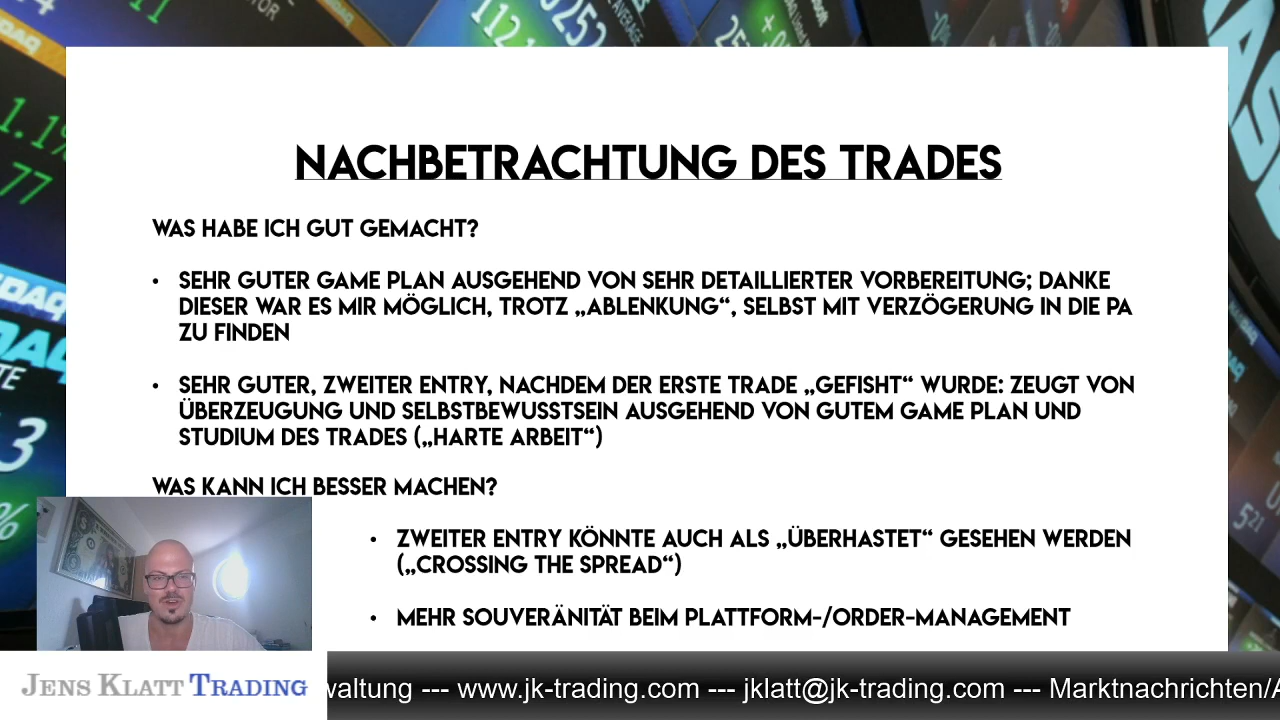 NACHBETRACHTUNG DES TRADES
WAS HABE ICH GUT GEMACHT?
• SEHR GUTER GAME PLAN AUSGEHEND VON SEHR DETAILLIERTER VORBEREITUNG; DANKE
DIESER WAR ES MIR MÖGLICH, TROTZ „ABLENKUNG“, SELBST MIT VERZÖGERUNG IN DIE PA
ZU FINDEN
• SEHR GUTER, ZWEITER ENTRY, NACHDEM DER ERSTE TRADE „GEFISHT“ WURDE: ZEUGT VON
ÜBERZEUGUNG UND SELBSTBEWUSSTSEIN AUSGEHEND VON GUTEM GAME PLAN UND
STUDIUM DES TRADES („HARTE ARBEIT“)
WAS KANN ICH BESSER MACHEN?
• ZWEITER ENTRY KÖNNTE AUCH ALS „ÜBERHASTET“ GESEHEN WERDEN
(„CROSSING THE SPREAD“)
• MEHR SOUVERÄNITÄT BEIM PLATTFORM-/ORDER-MANAGEMENT
JENS KLATT TRADING
waltung --- www.jk-trading.com --- jklatt@jk-trading.com --- Marktnachrichten/A